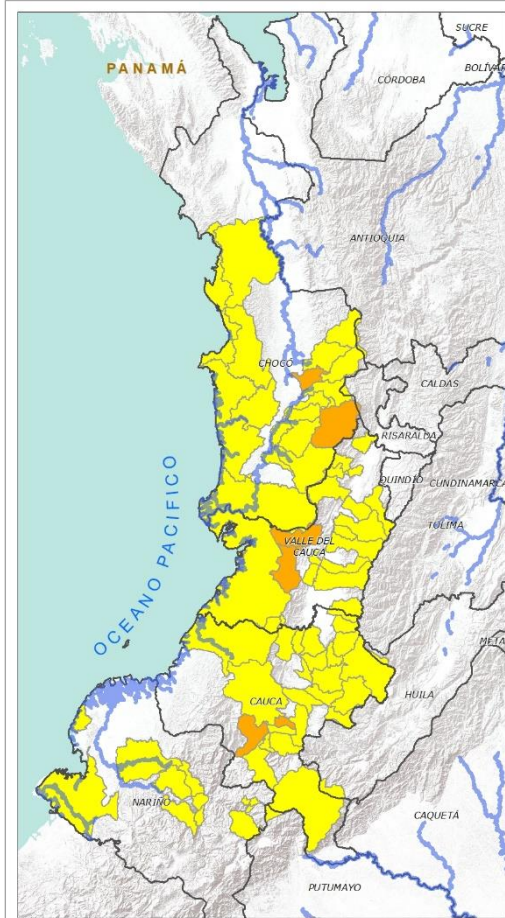 SUCRE
BOLÍVAR
PANAMÁ
CÓRDOBA
ANTIOQUIA
CHOCÓ
CALDAS
RISARALDA
QUINDÍO
CUNDINAMARCA
TOLIMA
VALLE DEL
CAUCA
OCEANO PACIFICO
META
HUILA
CAUCA
NARIÑO
CAQUETÁ
PUTUMAYO